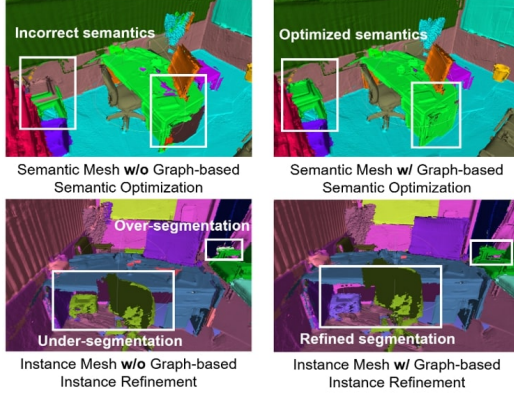 Incorrect semantics
Optimized semantics
Semantic Mesh w/o Graph-based
Semantic Optimization
Semantic Mesh w/ Graph-based
Semantic Optimization
Over-segmentation
Under-segmentation
Refined segmentation
Instance Mesh w/o Graph-based
Instance Refinement
Instance Mesh w/ Graph-based
Instance Refinement